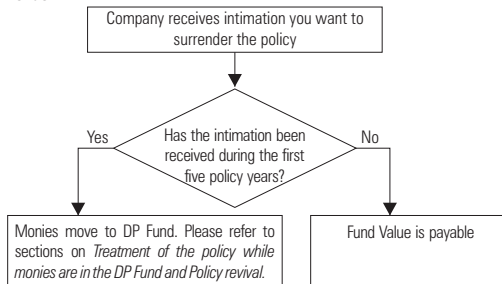 Company receives intimation you want to
surrender the policy
Yes
Has the intimation been
received during the first
five policy years?
No
Monies move to DP Fund. Please refer to
sections on Treatment of the policy while
monies are in the DP Fund and Policy revival.
Fund Value is payable